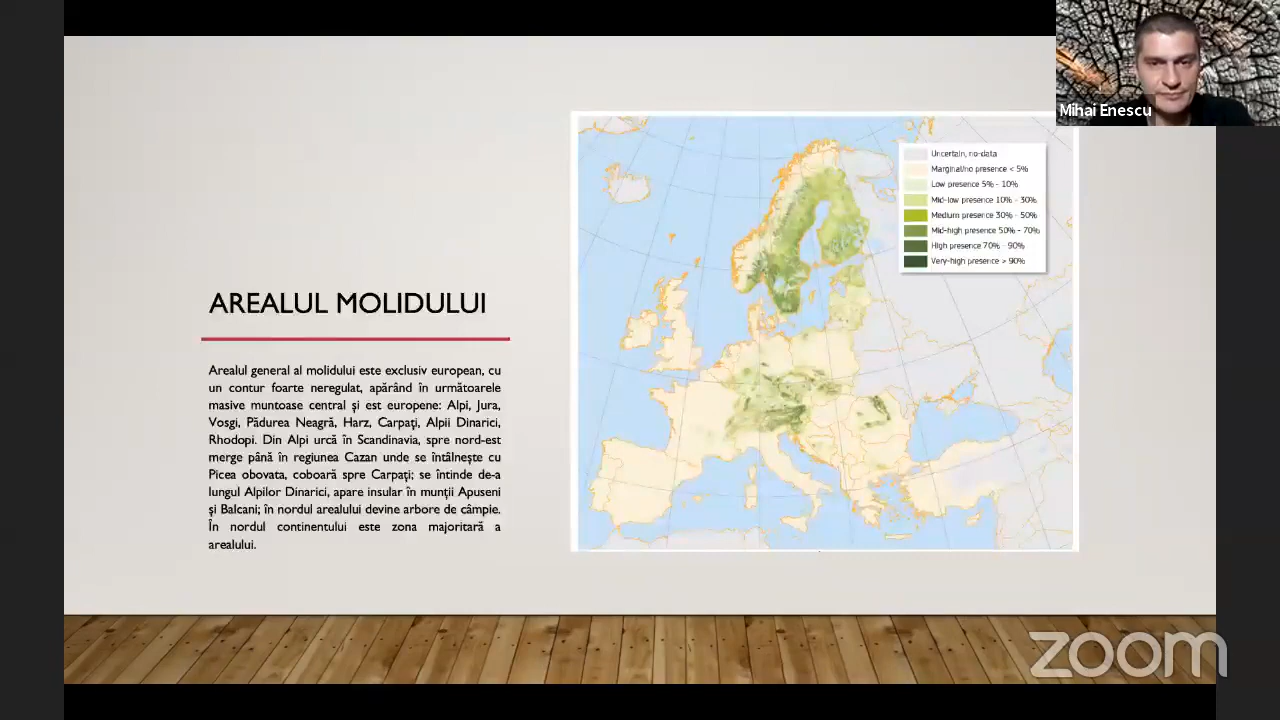 Mihai Enescu
Uncertain, no-data
Marginal/no presence < 5%
Low presence 5% - 10%
Mid-low presence 10% - 30%
Medium presence 30% - 50%
Mid-high presence 50% - 70%
High presence 70% - 90%
Very-high presence > 90%
AREALUL MOLIDULUI
Arealul general al molidului este exclusiv european, cu
un contur foarte neregulat, apărând în următoarele
masive muntoase central și est europene: Alpi, Jura,
Vosgi, Pădurea Neagră, Harz, Carpați, Alpii Dinarici,
Rhodopi. Din Alpi urcă în Scandinavia, spre nord-est
merge până în regiunea Cazan unde se întâlnește cu
Picea obovata, coboară spre Carpați; se întinde de-a
lungul Alpilor Dinarici, apare insular în munții Apuseni
și Balcani; în nordul arealului devine arbore de câmpie.
În nordul continentului este zona majoritară a
arealului.
zoom